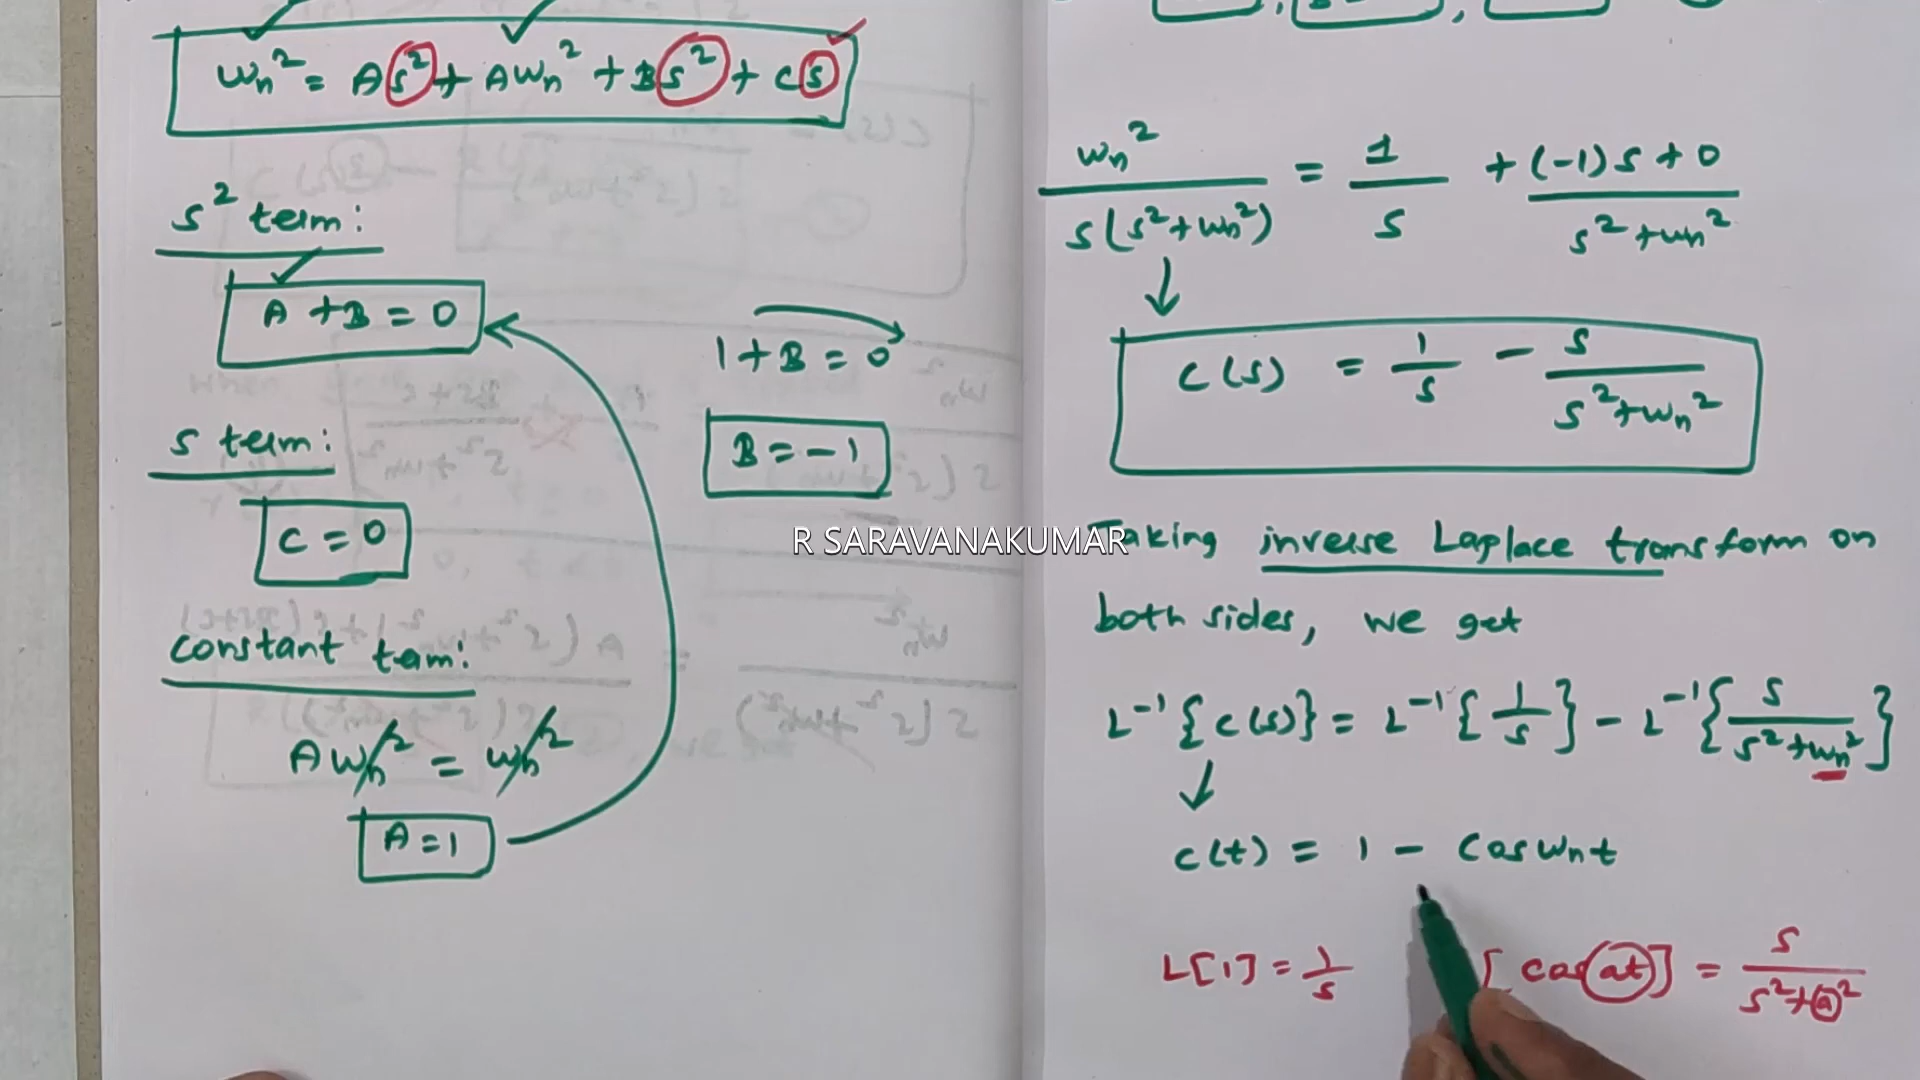 ωn² = As² + Aωn² + Bs² + Cs
s² term:
A + B = 0
1 + B = 0
B = -1
s term:
C = 0
constant term:
Aωn² = ωn²
A = 1
ωn² / s(s²+ωn²) = 1/s + (-1)s + 0 / s²+ωn²
C(s) = 1/s - s/s²+ωn²
R SARAVANAKUMAR
Taking inverse Laplace transform on
both sides, we get
L⁻¹{C(s)} = L⁻¹{1/s} - L⁻¹{s/s²+ωn²}
c(t) = 1 - cos ωnt
L[1] = 1/s
[cos at] = s/s²+a²